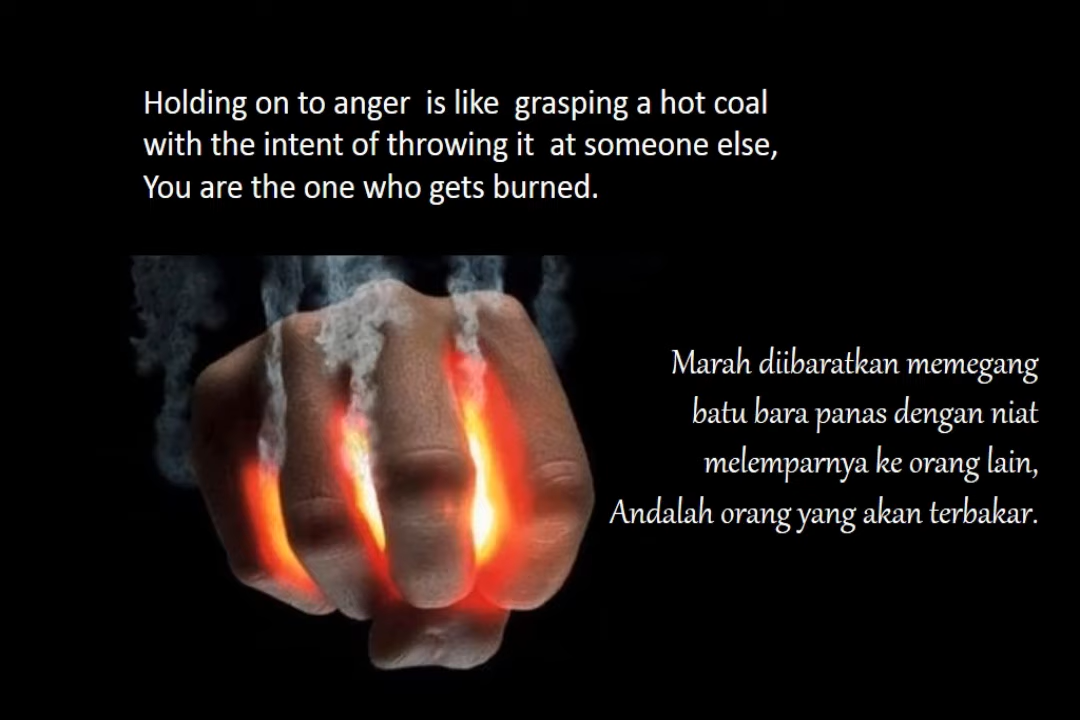 Holding on to anger is like grasping a hot coal
with the intent of throwing it at someone else,
You are the one who gets burned.
Marah diibaratkan memegang
batu bara panas dengan niat
melemparnya ke orang lain,
Andalah orang yang akan terbakar.